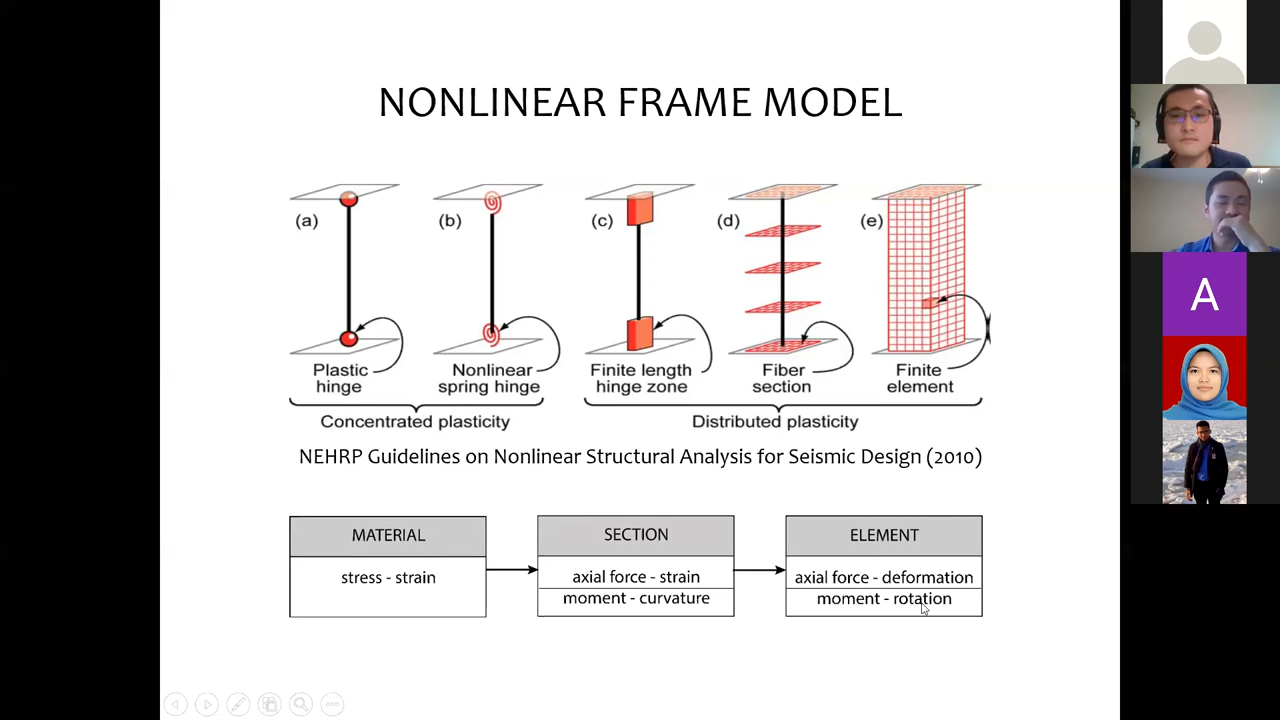 NONLINEAR FRAME MODEL
(a)
(b)
(c)
(d)
(e)
Plastic
hinge
Nonlinear
spring hinge
Finite length
hinge zone
Fiber
section
Finite
element
Concentrated plasticity
Distributed plasticity
NEHRP Guidelines on Nonlinear Structural Analysis for Seismic Design (2010)
MATERIAL
stress - strain
SECTION
axial force - strain
moment - curvature
ELEMENT
axial force - deformation
moment - rotation
A